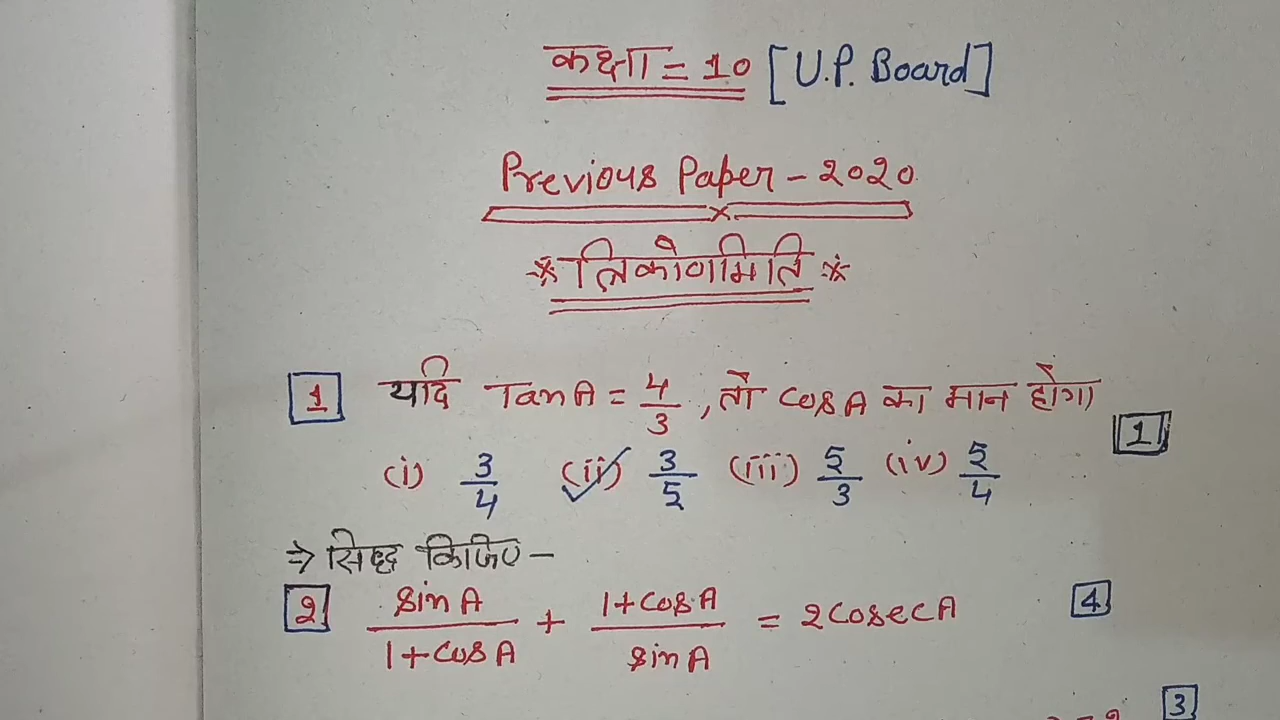 कक्षा = 10 [U.P. Board]
Previous Paper - 2020
* त्रिकोणमिति *
1 यदि TanA = 4/3 , तो cosA का मान होगा 1
(i) 3/4 (ii) 3/5 (iii) 5/3 (iv) 5/4
⇒ सिद्ध किजिए -
2 sinA/1+cosA + 1+cosA/sinA = 2cosecA 4
3